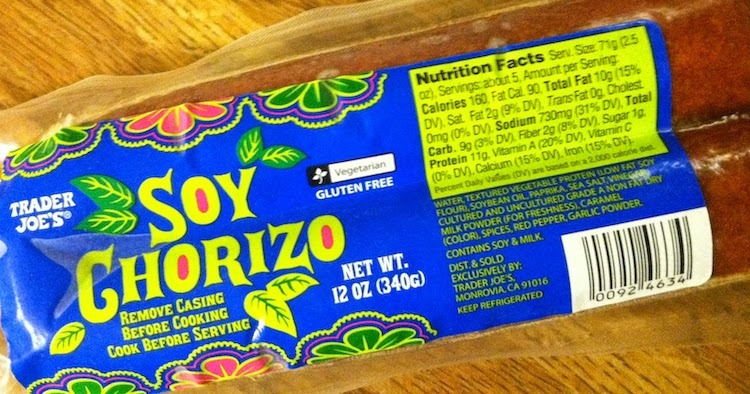 TRADER
JOE'S®
SOY
CHORIZO
REMOVE CASING
BEFORE COOKING
COOK BEFORE SERVING
Vegetarian
GLUTEN FREE
NET WT.
12 OZ (340G)
Nutrition Facts Serv. Size: 71g (2.5
oz), Servings: about 5, Amount per Serving:
Calories 160, Fat Cal. 90, Total Fat 10g (15%
DV), Sat. Fat 2g (9% DV), Trans Fat 0g, Cholest.
0mg (0% DV), Sodium 730mg (31% DV), Total
Carb. 9g (3% DV), Fiber 2g (8% DV), Sugar 1g,
Protein 11g, Vitamin A (20% DV), Vitamin C
(0% DV), Calcium (15% DV), Iron (15% DV).
Percent Daily Values (DV) are based on a 2,000 calorie diet.
WATER, TEXTURED VEGETABLE PROTEIN (LOW FAT SOY
FLOUR), SOYBEAN OIL, PAPRIKA, SEA SALT, VINEGAR,
CULTURED AND UNCULTURED GRADE A NON FAT DRY
MILK POWDER (FOR FRESHNESS), CARAMEL
(COLOR), SPICES, RED PEPPER, GARLIC POWDER.
CONTAINS SOY & MILK.
DIST. & SOLD
EXCLUSIVELY BY:
TRADER JOE'S,
MONROVIA, CA 91016
KEEP REFRIGERATED
0092 4634